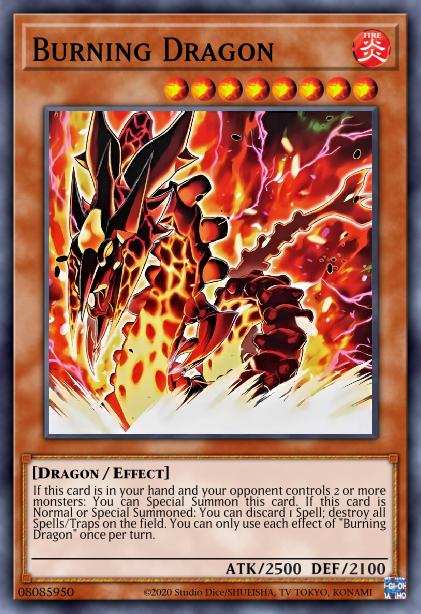 BURNING DRAGON
FIRE
炎
[DRAGON / EFFECT]
If this card is in your hand and your opponent controls 2 or more
monsters: You can Special Summon this card. If this card is
Normal or Special Summoned: You can discard 1 Spell; destroy all
Spells/Traps on the field. You can only use each effect of "Burning
Dragon" once per turn.
ATK/2500 DEF/2100
08085950
©2020 Studio Dice/SHUEISHA, TV TOKYO, KONAMI